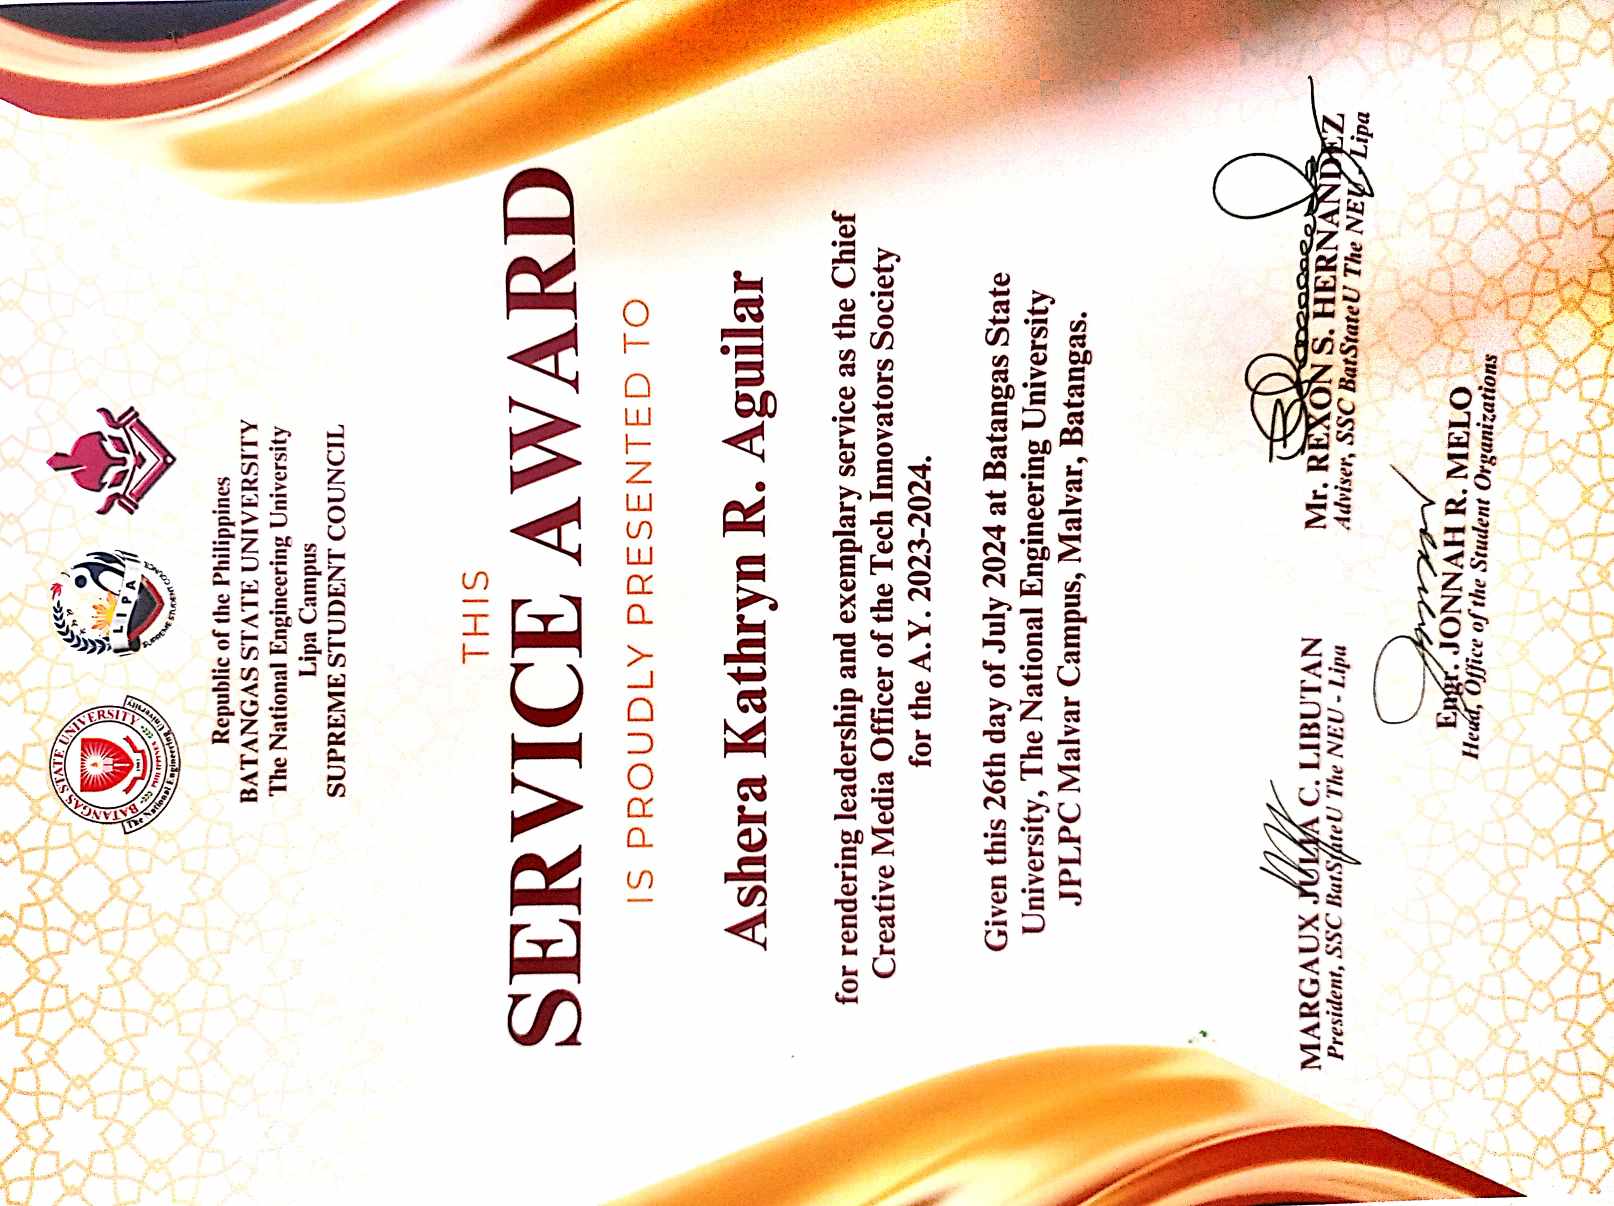 BATANGAS STATE UNIVERSITY
1903
PHILIPPINES
The National Engineering University
LIPA
SUPREME STUDENT COUNCIL
Republic of the Philippines
BATANGAS STATE UNIVERSITY
The National Engineering University
Lipa Campus
SUPREME STUDENT COUNCIL
THIS
SERVICE AWARD
IS PROUDLY PRESENTED TO
Ashera Kathryn R. Aguilar
for rendering leadership and exemplary service as the Chief
Creative Media Officer of the Tech Innovators Society
for the A.Y. 2023-2024.
Given this 26th day of July 2024 at Batangas State
University, The National Engineering University
JPLPC Malvar Campus, Malvar, Batangas.
MARGAUX JULIA C. LIBUTAN
President, SSC BatStateU The NEU - Lipa
Mr. REXON S. HERNANDEZ
Adviser, SSC BatStateU The NEU - Lipa
Engr. JONNAH R. MELO
Head, Office of the Student Organizations